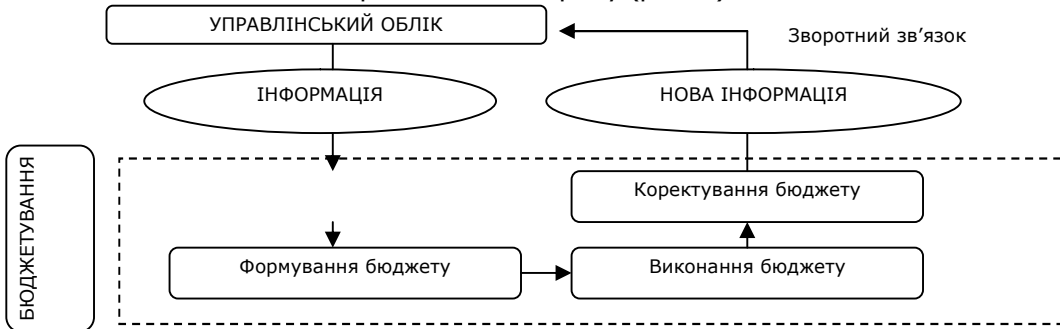 УПРАВЛІНСЬКИЙ ОБЛІК
Зворотний зв’язок
ІНФОРМАЦІЯ
НОВА ІНФОРМАЦІЯ
БЮДЖЕТУВАННЯ
Коректування бюджету
Формування бюджету
Виконання бюджету